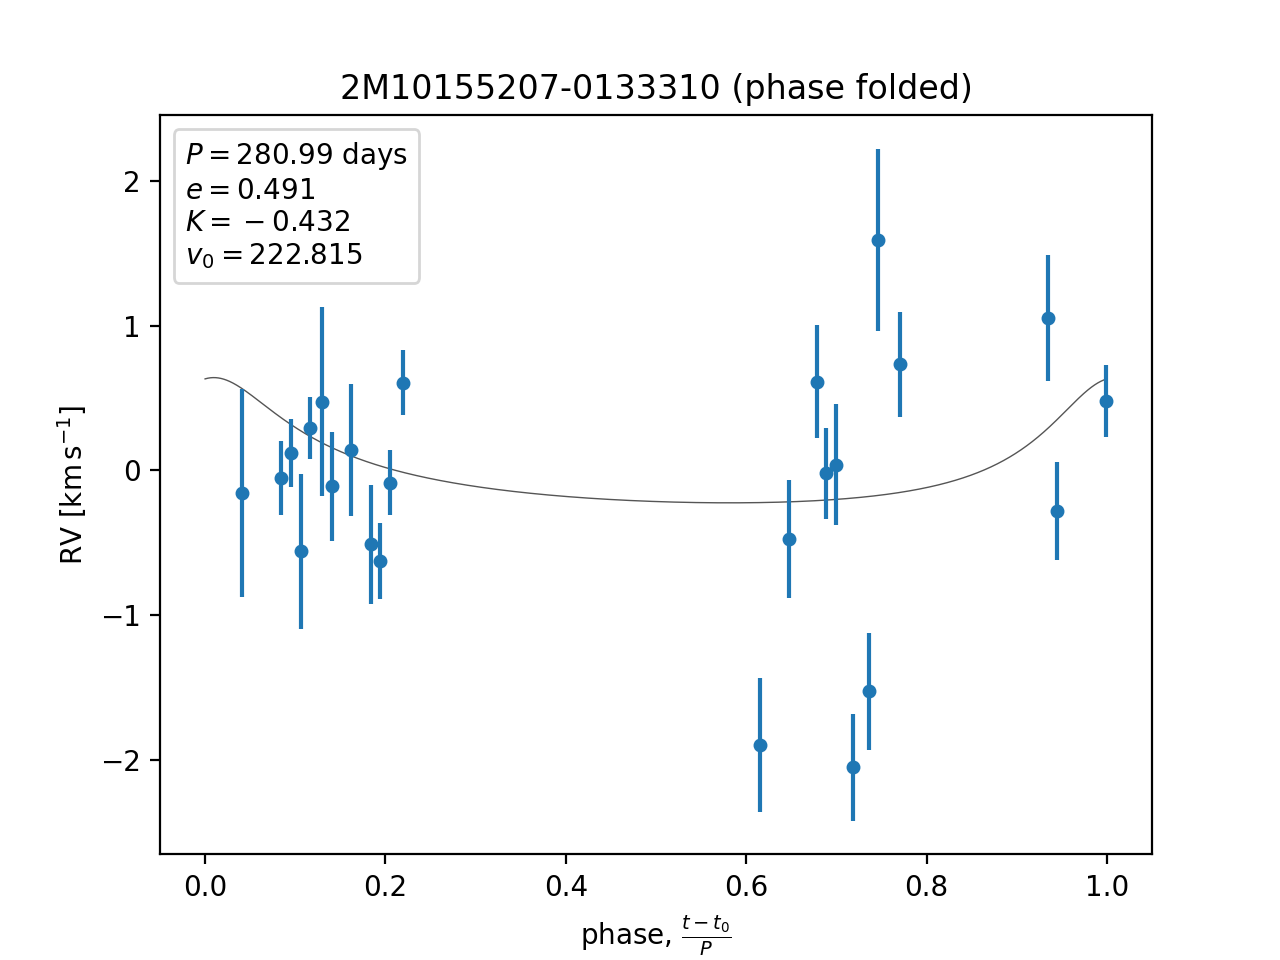 2M10155207-0133310 (phase folded)
P = 280.99 days
e = 0.491
K = −0.432
v₀ = 222.815
2
1
0
−1
−2
RV [km s⁻¹]
0.0 0.2 0.4 0.6 0.8 1.0
phase, (t − t₀)/P